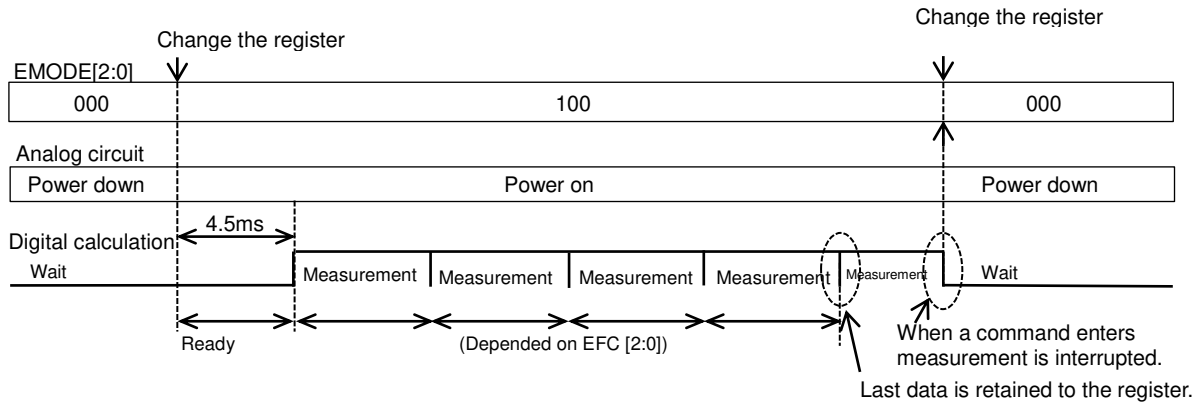 Change the register
Change the register
EMODE[2:0]
000 100 000
Analog circuit
Power down Power on Power down
4.5ms
Digital calculation
Wait Measurement Measurement Measurement Measurement Measurement Wait
Ready (Depended on EFC [2:0])
When a command enters
measurement is interrupted.
Last data is retained to the register.